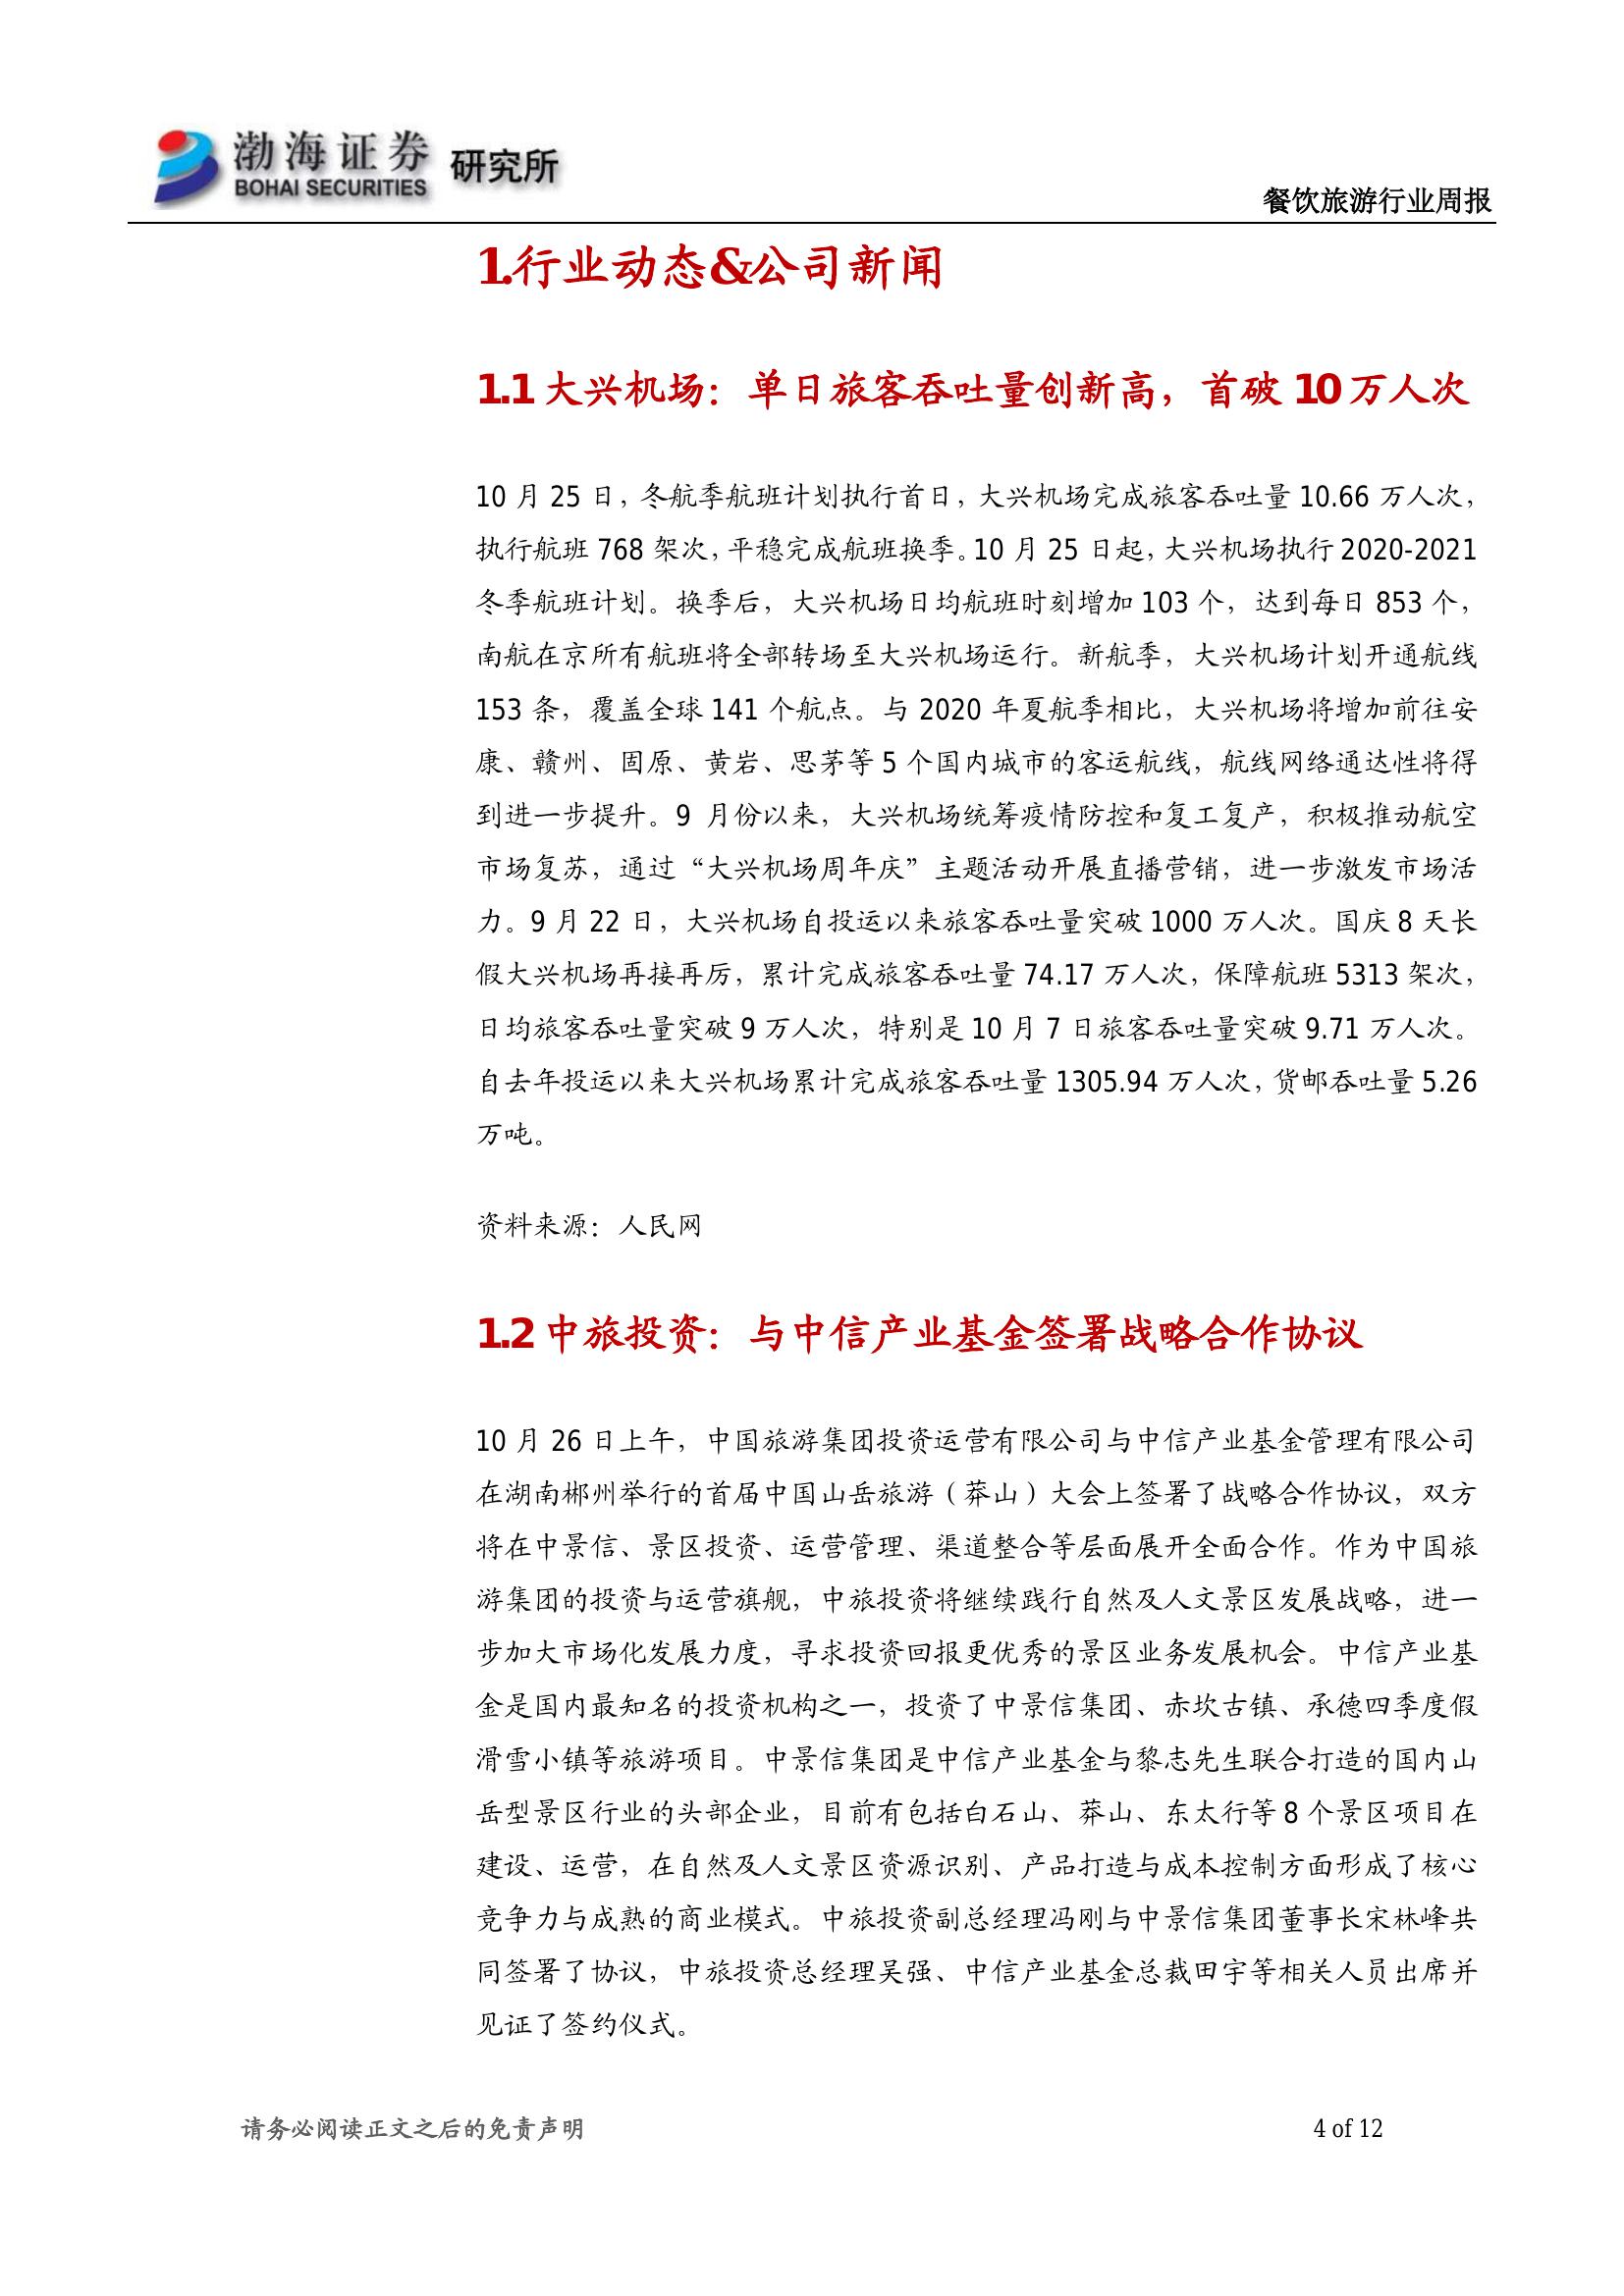 渤海证券
BOHAI SECURITIES
研究所
餐饮旅游行业周报
1.行业动态&公司新闻
1.1 大兴机场：单日旅客吞吐量创新高，首破 10 万人次
10 月 25 日，冬航季航班计划执行首日，大兴机场完成旅客吞吐量 10.66 万人次，
执行航班 768 架次，平稳完成航班换季。10 月 25 日起，大兴机场执行 2020-2021
冬季航班计划。换季后，大兴机场日均航班时刻增加 103 个，达到每日 853 个，
南航在京所有航班将全部转场至大兴机场运行。新航季，大兴机场计划开通航线
153 条，覆盖全球 141 个航点。与 2020 年夏航季相比，大兴机场将增加前往安
康、赣州、固原、黄岩、思茅等 5 个国内城市的客运航线，航线网络通达性将得
到进一步提升。9 月份以来，大兴机场统筹疫情防控和复工复产，积极推动航空
市场复苏，通过“大兴机场周年庆”主题活动开展直播营销，进一步激发市场活
力。9 月 22 日，大兴机场自投运以来旅客吞吐量突破 1000 万人次。国庆 8 天长
假大兴机场再接再厉，累计完成旅客吞吐量 74.17 万人次，保障航班 5313 架次，
日均旅客吞吐量突破 9 万人次，特别是 10 月 7 日旅客吞吐量突破 9.71 万人次。
自去年投运以来大兴机场累计完成旅客吞吐量 1305.94 万人次，货邮吞吐量 5.26
万吨。
资料来源：人民网
1.2 中旅投资：与中信产业基金签署战略合作协议
10 月 26 日上午，中国旅游集团投资运营有限公司与中信产业基金管理有限公司
在湖南郴州举行的首届中国山岳旅游（莽山）大会上签署了战略合作协议，双方
将在中景信、景区投资、运营管理、渠道整合等层面展开全面合作。作为中国旅
游集团的投资与运营旗舰，中旅投资将继续践行自然及人文景区发展战略，进一
步加大市场化发展力度，寻求投资回报更优秀的景区业务发展机会。中信产业基
金是国内最知名的投资机构之一，投资了中景信集团、赤坎古镇、承德四季度假
滑雪小镇等旅游项目。中景信集团是中信产业基金与黎志先生联合打造的国内山
岳型景区行业的头部企业，目前有包括白石山、莽山、东太行等 8 个景区项目在
建设、运营，在自然及人文景区资源识别、产品打造与成本控制方面形成了核心
竞争力与成熟的商业模式。中旅投资副总经理冯刚与中景信集团董事长宋林峰共
同签署了协议，中旅投资总经理吴强、中信产业基金总裁田宇等相关人员出席并
见证了签约仪式。
请务必阅读正文之后的免责声明
4 of 12